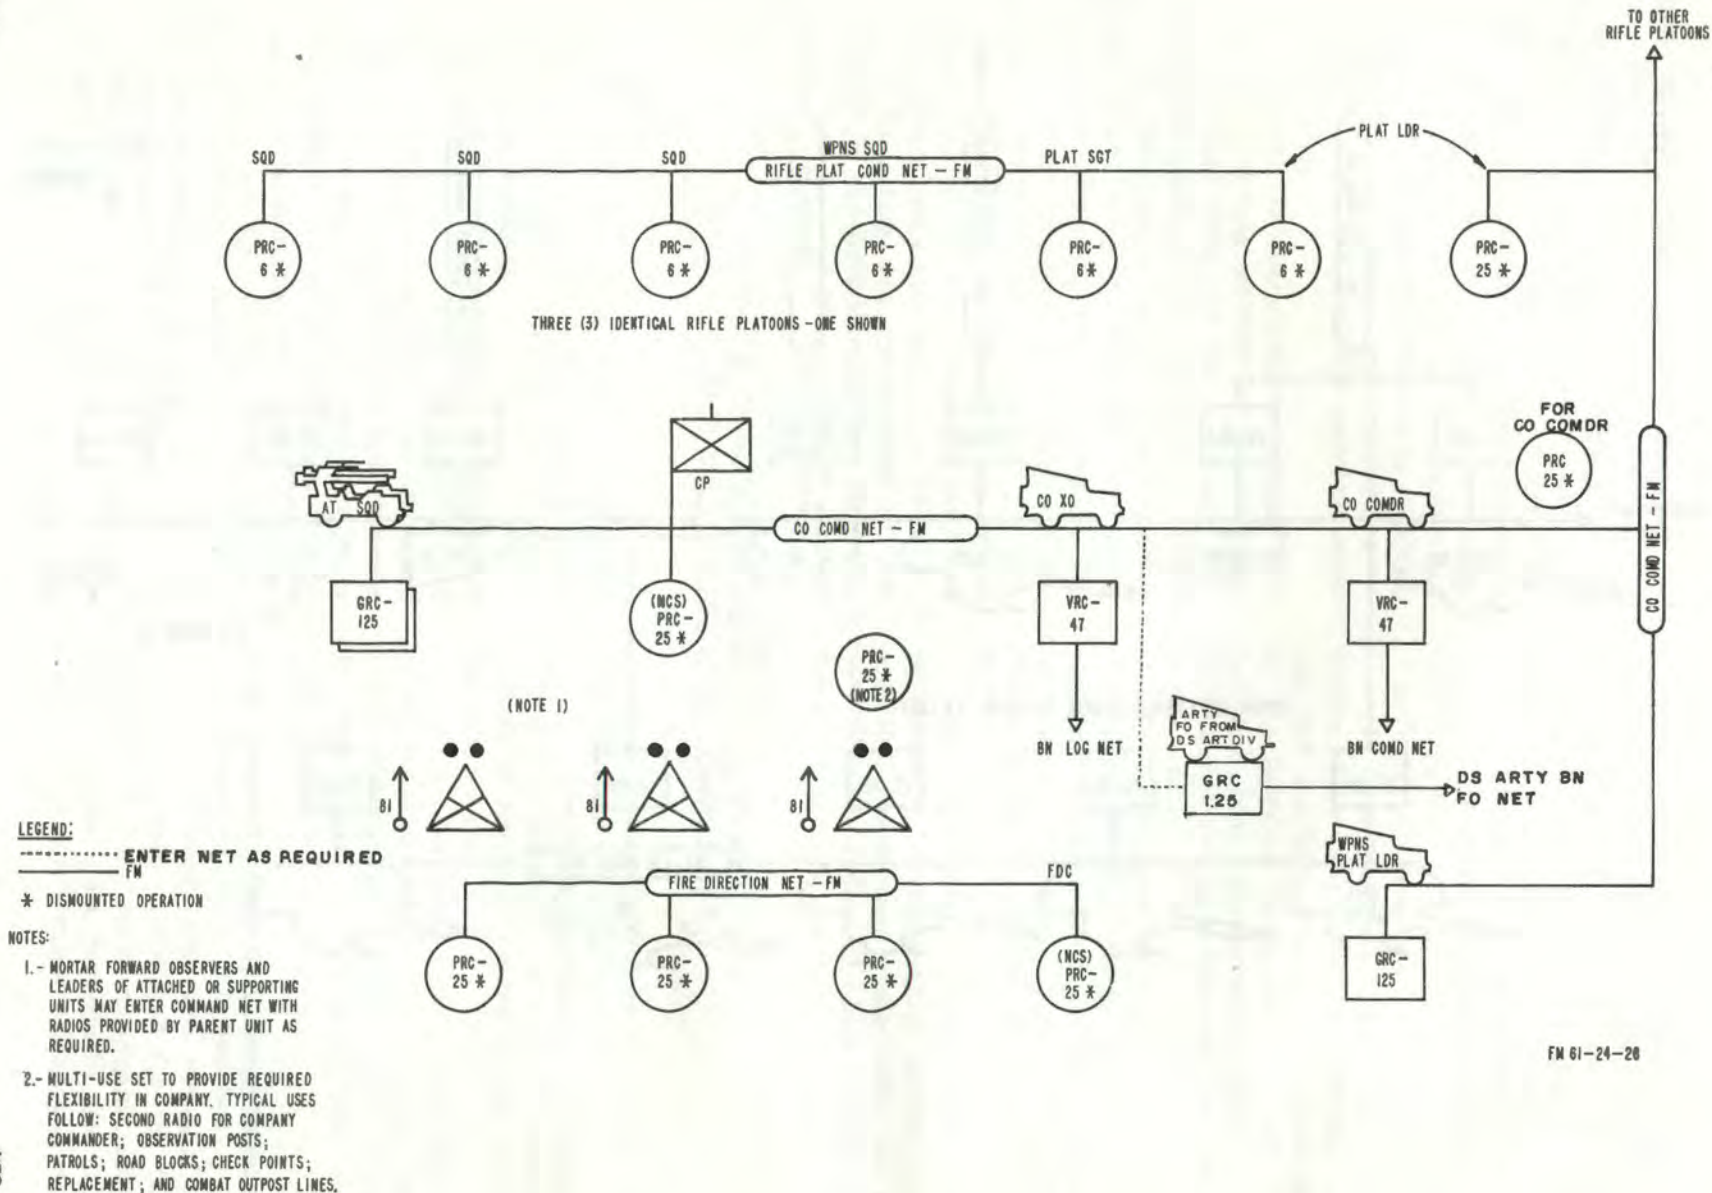 TO OTHER
RIFLE PLATOONS
PLAT LDR
SQD
SQD
SQD
WPNS SQD
RIFLE PLAT COMD NET - FM
PLAT SGT
PRC-
6 *
PRC-
6 *
PRC-
6 *
PRC-
6 *
PRC-
6 *
PRC-
6 *
PRC-
25 *
THREE (3) IDENTICAL RIFLE PLATOONS - ONE SHOWN
FOR
CO COMDR
PRC
25 *
CP
AT SQD
CO COMD NET - FM
CO XO
CO COMDR
CO COMD NET - FM
GRC-
125
(NCS)
PRC-
25 *
VRC-
47
VRC-
47
PRC-
25 *
(NOTE 2)
(NOTE 1)
BN LOG NET
ARTY
FO FROM
DS ART DIV
BN COMD NET
GRC
1.25
DS ARTY BN
FO NET
81
81
81
WPNS
PLAT LDR
LEGEND:
ENTER NET AS REQUIRED
FM
* DISMOUNTED OPERATION
FIRE DIRECTION NET - FM
FDC
PRC-
25 *
PRC-
25 *
PRC-
25 *
(NCS)
PRC-
25 *
GRC-
125
NOTES:
1.- MORTAR FORWARD OBSERVERS AND
LEADERS OF ATTACHED OR SUPPORTING
UNITS MAY ENTER COMMAND NET WITH
RADIOS PROVIDED BY PARENT UNIT AS
REQUIRED.
2.- MULTI-USE SET TO PROVIDE REQUIRED
FLEXIBILITY IN COMPANY. TYPICAL USES
FOLLOW: SECOND RADIO FOR COMPANY
COMMANDER; OBSERVATION POSTS;
PATROLS; ROAD BLOCKS; CHECK POINTS;
REPLACEMENT; AND COMBAT OUTPOST LINES.
FM 61-24-26